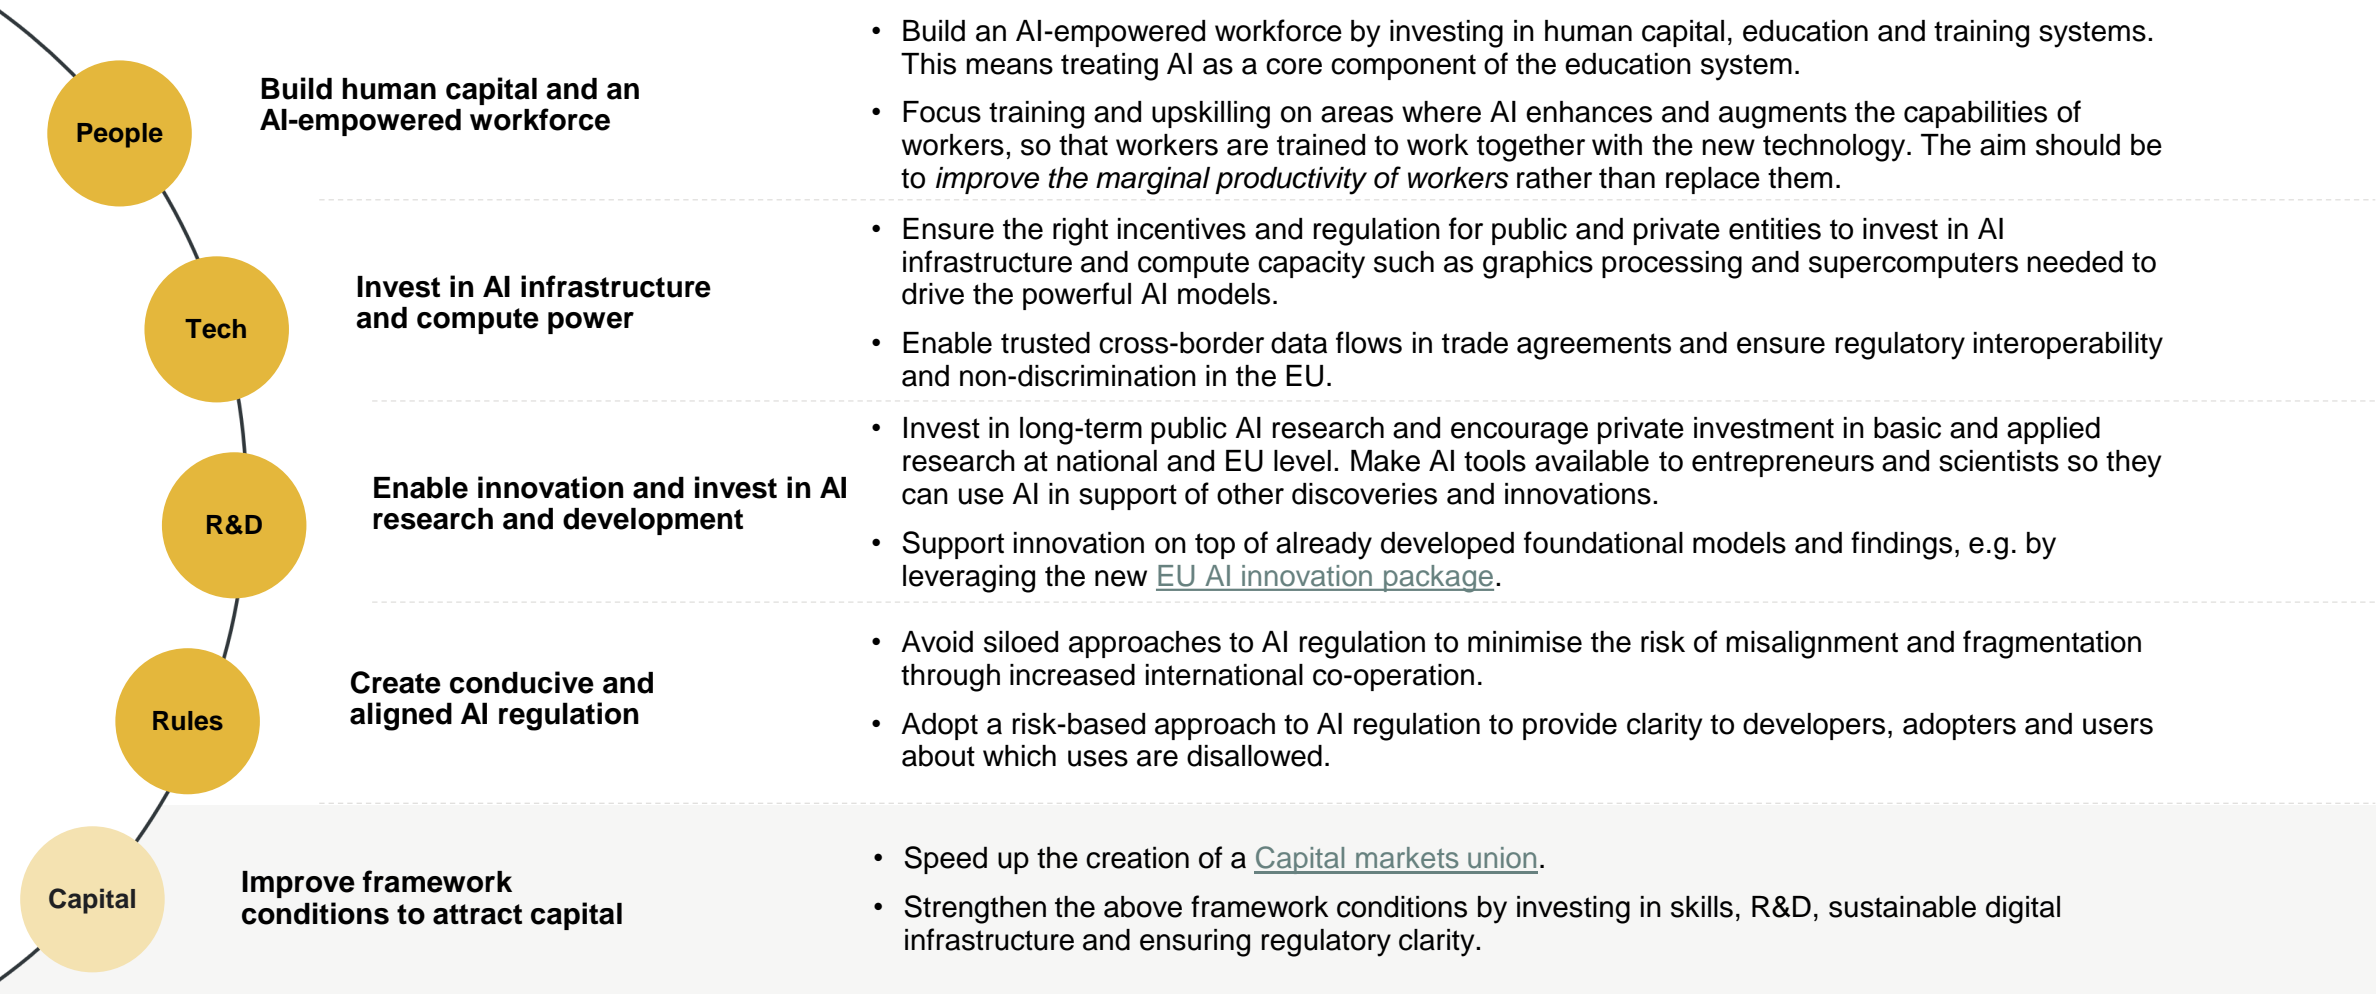 People
Build human capital and an
AI-empowered workforce
• Build an AI-empowered workforce by investing in human capital, education and training systems.
This means treating AI as a core component of the education system.
• Focus training and upskilling on areas where AI enhances and augments the capabilities of
workers, so that workers are trained to work together with the new technology. The aim should be
to improve the marginal productivity of workers rather than replace them.
Tech
Invest in AI infrastructure
and compute power
• Ensure the right incentives and regulation for public and private entities to invest in AI
infrastructure and compute capacity such as graphics processing and supercomputers needed to
drive the powerful AI models.
• Enable trusted cross-border data flows in trade agreements and ensure regulatory interoperability
and non-discrimination in the EU.
R&D
Enable innovation and invest in AI
research and development
• Invest in long-term public AI research and encourage private investment in basic and applied
research at national and EU level. Make AI tools available to entrepreneurs and scientists so they
can use AI in support of other discoveries and innovations.
• Support innovation on top of already developed foundational models and findings, e.g. by
leveraging the new EU AI innovation package.
Rules
Create conducive and
aligned AI regulation
• Avoid siloed approaches to AI regulation to minimise the risk of misalignment and fragmentation
through increased international co-operation.
• Adopt a risk-based approach to AI regulation to provide clarity to developers, adopters and users
about which uses are disallowed.
Capital
Improve framework
conditions to attract capital
• Speed up the creation of a Capital markets union.
• Strengthen the above framework conditions by investing in skills, R&D, sustainable digital
infrastructure and ensuring regulatory clarity.